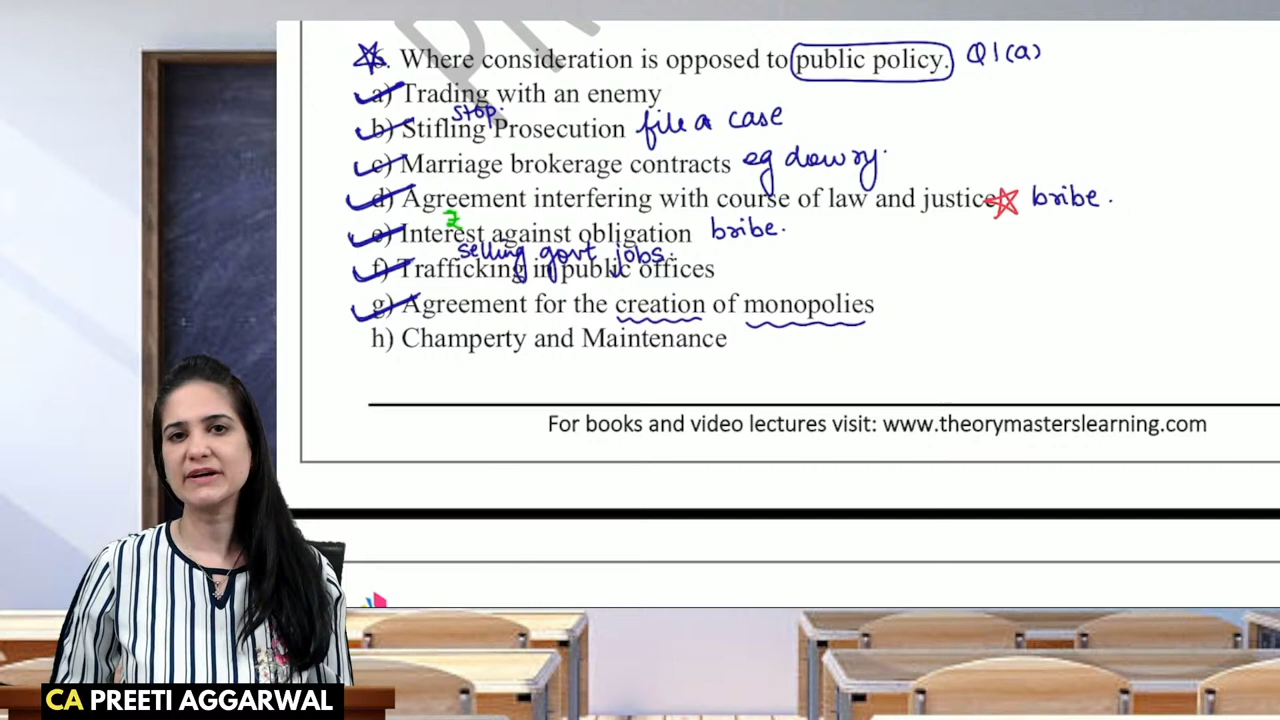 6. Where consideration is opposed to public policy. Q1(a)
a) Trading with an enemy
stop.
b) Stifling Prosecution file a case
c) Marriage brokerage contracts eg dowry.
d) Agreement interfering with course of law and justice bribe.
e) Interest against obligation bribe.
selling govt jobs.
f) Trafficking in public offices
g) Agreement for the creation of monopolies
h) Champerty and Maintenance
For books and video lectures visit: www.theorymasterslearning.com
CA PREETI AGGARWAL